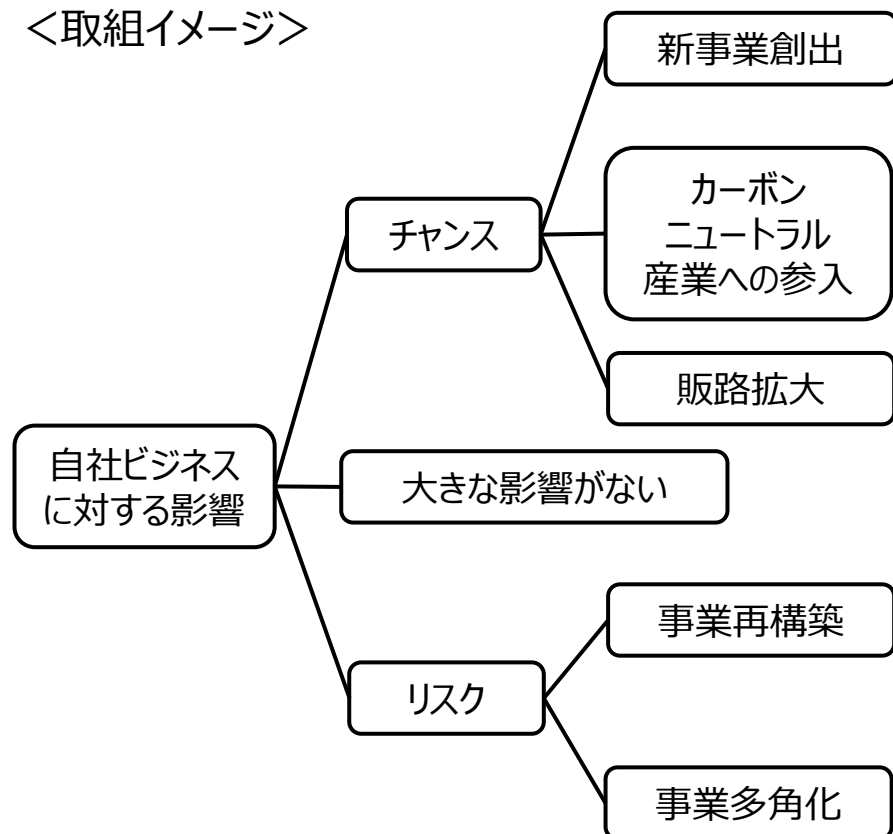 ＜取組イメージ＞
新事業創出
カーボン
ニュートラル
産業への参入
チャンス
販路拡大
自社ビジネス
に対する影響
大きな影響がない
事業再構築
リスク
事業多角化